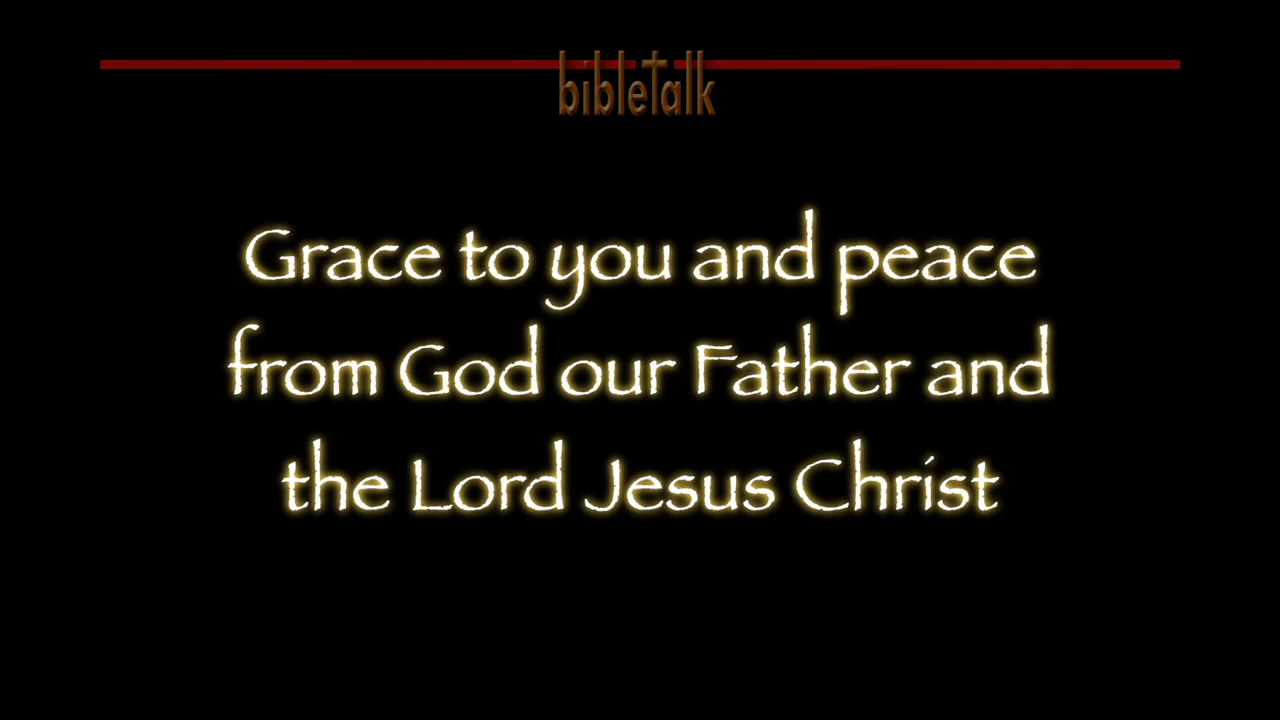 bibleTalk
Grace to you and peace
from God our Father and
the Lord Jesus Christ